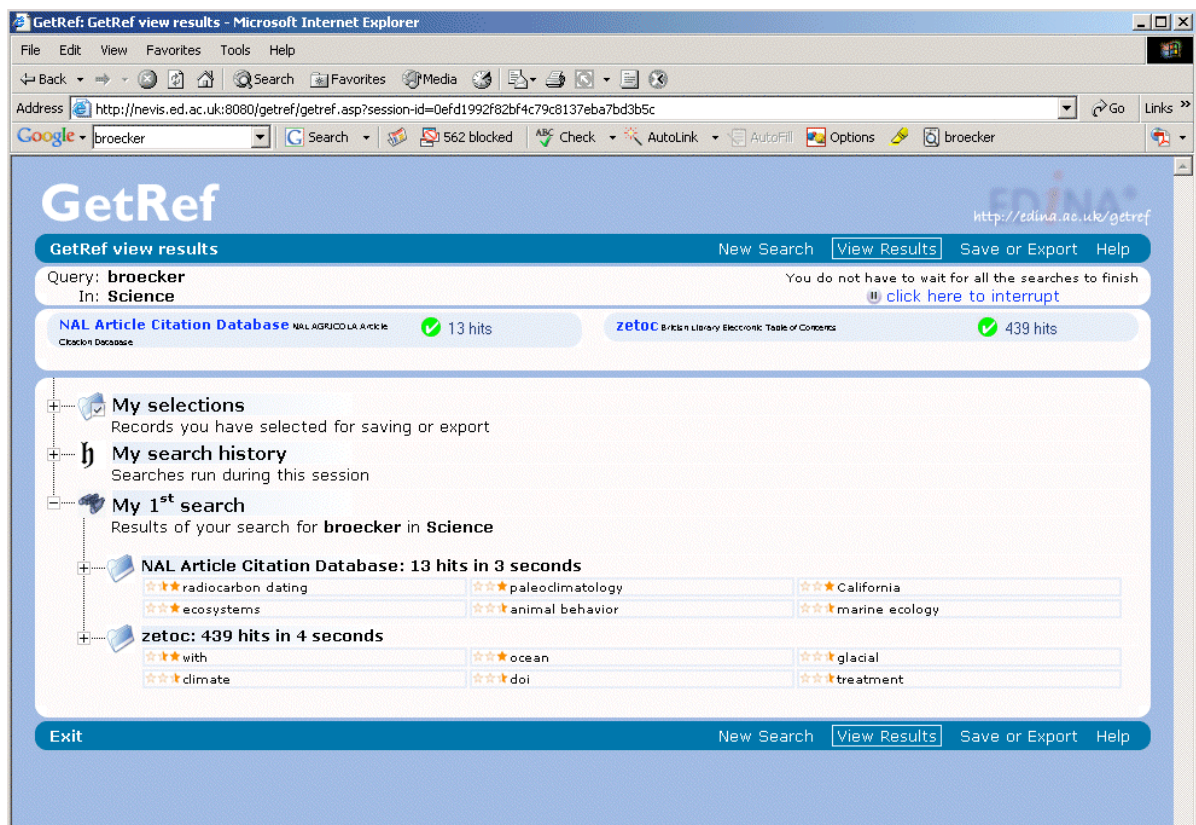 GetRef: GetRef view results - Microsoft Internet Explorer
File Edit View Favorites Tools Help
Back Search Favorites Media
Address http://nevis.ed.ac.uk:8080/getref/getref.asp?session-id=0efd1992f82bf4c79c8137eba7bd3b5c Go Links »
Google broecker Search 562 blocked ABC Check AutoLink AutoFill Options broecker
GetRef
EDINA
http://edina.ac.uk/getref
GetRef view results New Search View Results Save or Export Help
Query: broecker You do not have to wait for all the searches to finish
In: Science click here to interrupt
NAL Article Citation Database NAL AGRICOLA Article 13 hits zetoc British Library Electronic Table of Contents 439 hits
Citation Database
My selections
Records you have selected for saving or export
h My search history
Searches run during this session
My 1st search
Results of your search for broecker in Science
NAL Article Citation Database: 13 hits in 3 seconds
radiocarbon dating paleoclimatology California
ecosystems animal behavior marine ecology
zetoc: 439 hits in 4 seconds
with ocean glacial
climate doi treatment
Exit New Search View Results Save or Export Help